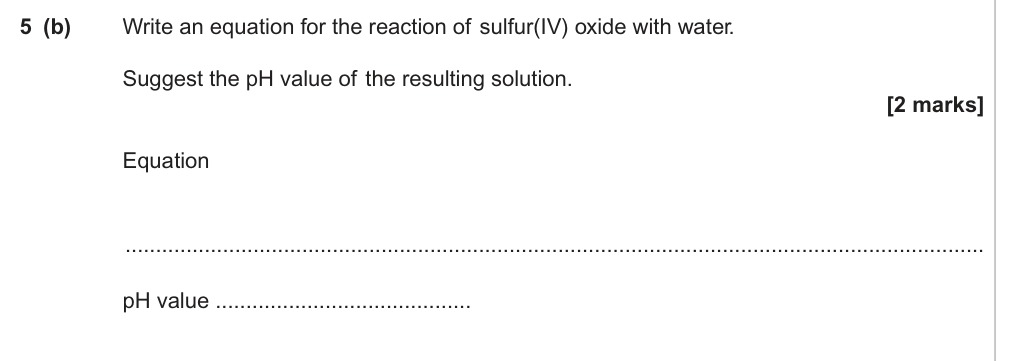 5 (b) Write an equation for the reaction of sulfur(IV) oxide with water.
Suggest the pH value of the resulting solution.
[2 marks]
Equation
pH value